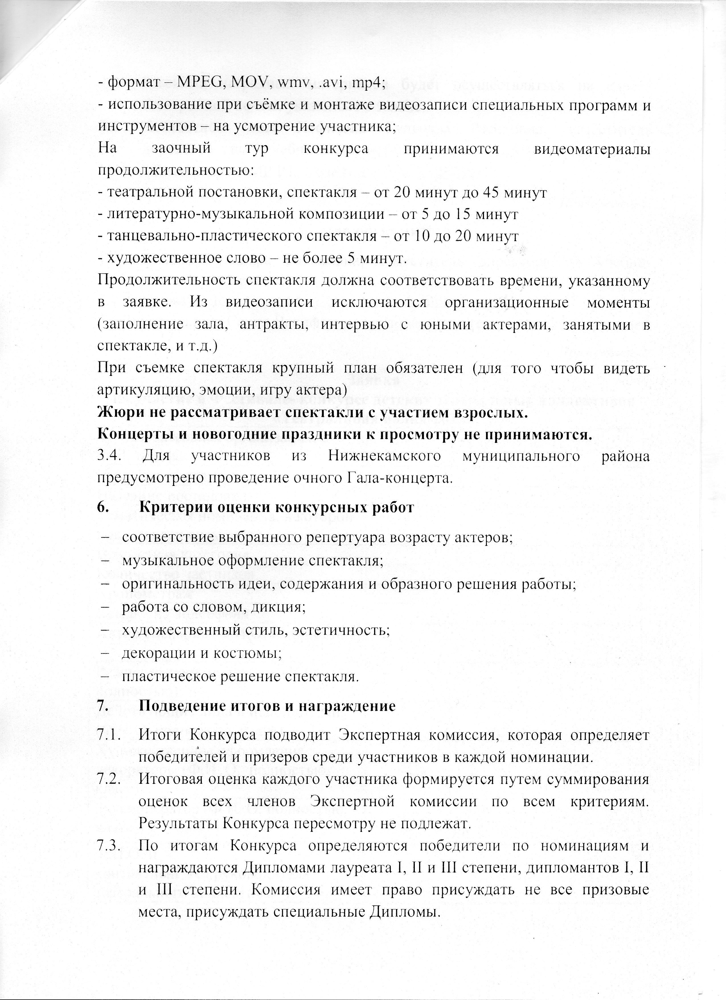 - формат – MPEG, MOV, wmv, .avi, mp4;
- использование при съёмке и монтаже видеозаписи специальных программ и
инструментов – на усмотрение участника;
На заочный тур конкурса принимаются видеоматериалы
продолжительностью:
- театральной постановки, спектакля – от 20 минут до 45 минут
- литературно-музыкальной композиции – от 5 до 15 минут
- танцевально-пластического спектакля – от 10 до 20 минут
- художественное слово – не более 5 минут.
Продолжительность спектакля должна соответствовать времени, указанному
в заявке. Из видеозаписи исключаются организационные моменты
(заполнение зала, антракты, интервью с юными актерами, занятыми в
спектакле, и т.д.)
При съемке спектакля крупный план обязателен (для того чтобы видеть
артикуляцию, эмоции, игру актера)
Жюри не рассматривает спектакли с участием взрослых.
Концерты и новогодние праздники к просмотру не принимаются.
3.4. Для участников из Нижнекамского муниципального района
предусмотрено проведение очного Гала-концерта.
6. Критерии оценки конкурсных работ
– соответствие выбранного репертуара возрасту актеров;
– музыкальное оформление спектакля;
– оригинальность идеи, содержания и образного решения работы;
– работа со словом, дикция;
– художественный стиль, эстетичность;
– декорации и костюмы;
– пластическое решение спектакля.
7. Подведение итогов и награждение
7.1. Итоги Конкурса подводит Экспертная комиссия, которая определяет
победителей и призеров среди участников в каждой номинации.
7.2. Итоговая оценка каждого участника формируется путем суммирования
оценок всех членов Экспертной комиссии по всем критериям.
Результаты Конкурса пересмотру не подлежат.
7.3. По итогам Конкурса определяются победители по номинациям и
награждаются Дипломами лауреата I, II и III степени, дипломантов I, II
и III степени. Комиссия имеет право присуждать не все призовые
места, присуждать специальные Дипломы.